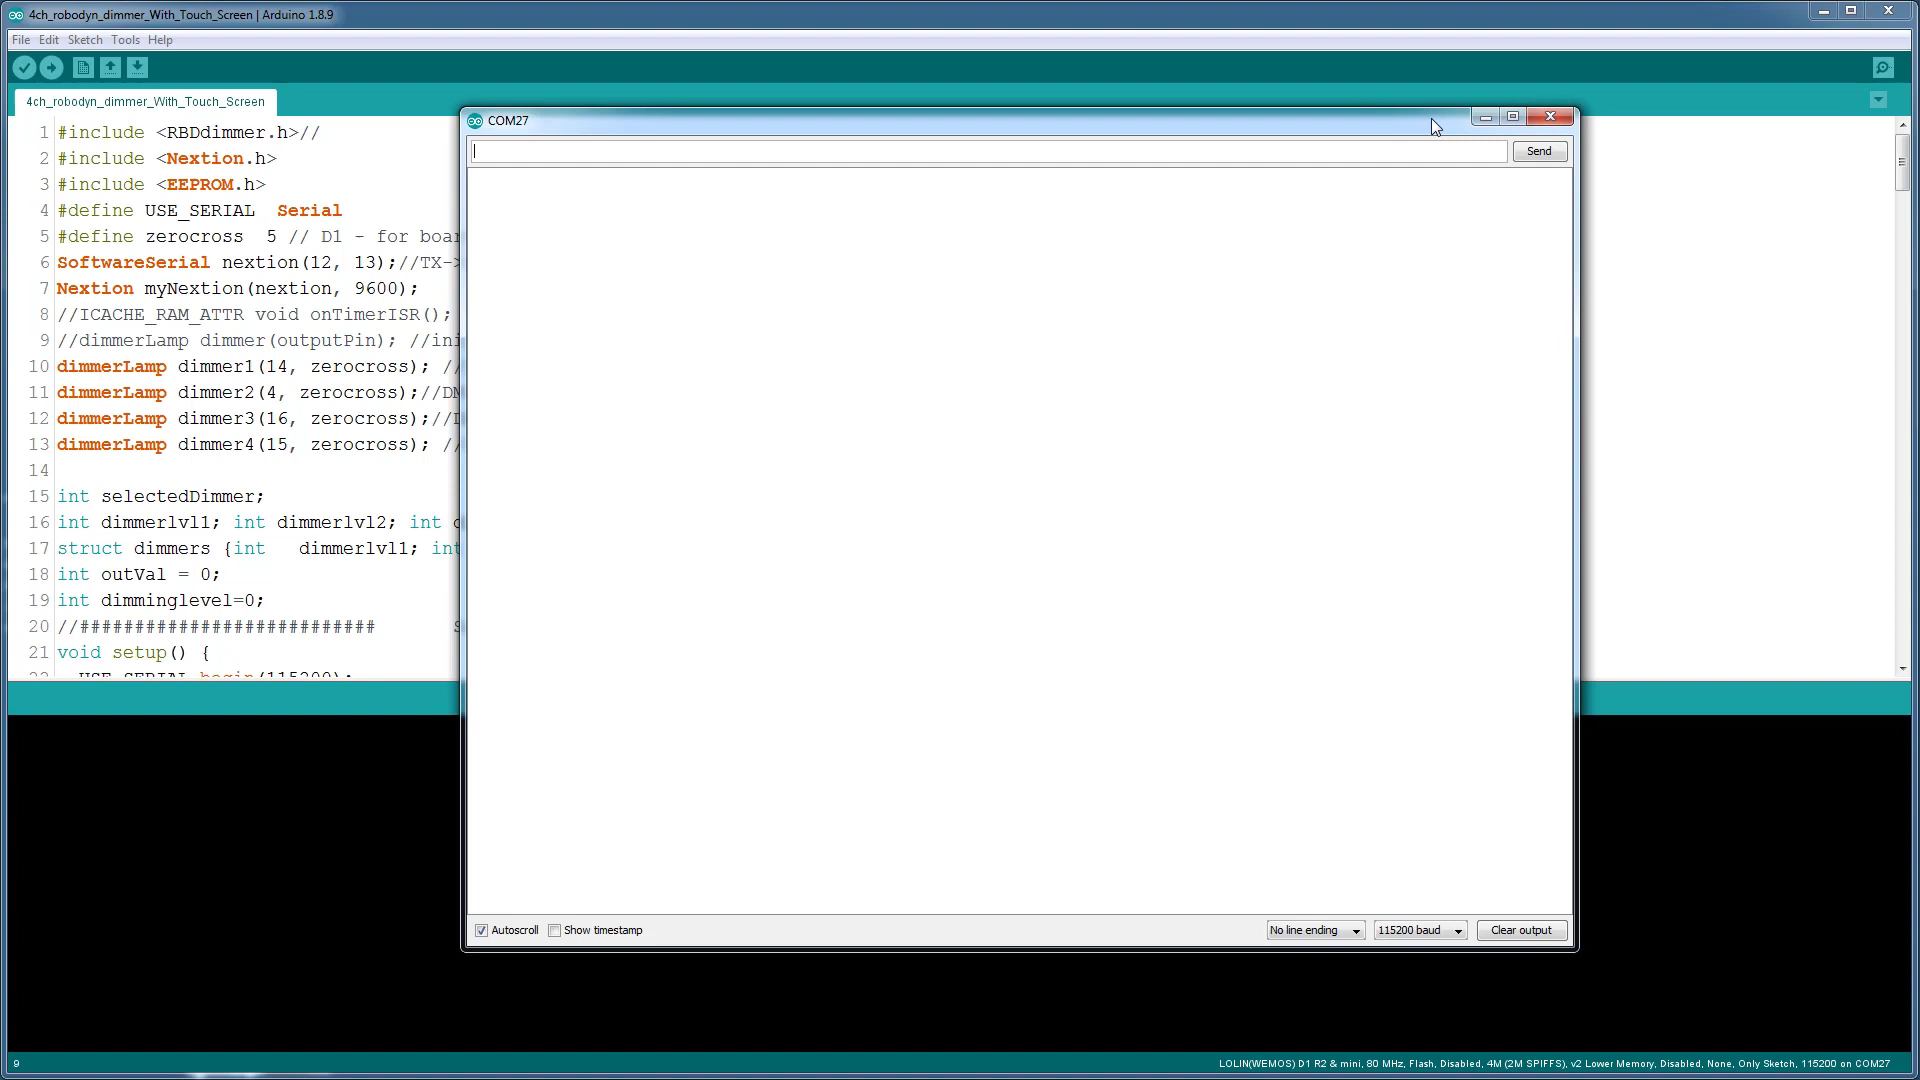 4ch_robodyn_dimmer_With_Touch_Screen | Arduino 1.8.9
File Edit Sketch Tools Help
4ch_robodyn_dimmer_With_Touch_Screen
1 #include <RBDdimmer.h>//
2 #include <Nextion.h>
3 #include <EEPROM.h>
4 #define USE_SERIAL  Serial
5 #define zerocross  5 // D1 - for boar
6 SoftwareSerial nextion(12, 13);//TX->
7 Nextion myNextion(nextion, 9600);
8 //ICACHE_RAM_ATTR void onTimerISR();
9 //dimmerLamp dimmer(outputPin); //ini
10 dimmerLamp dimmer1(14, zerocross); //
11 dimmerLamp dimmer2(4, zerocross);//DM
12 dimmerLamp dimmer3(16, zerocross);//
13 dimmerLamp dimmer4(15, zerocross); //
14
15 int selectedDimmer;
16 int dimmerlvl1; int dimmerlvl2; int
17 struct dimmers {int   dimmerlvl1; int
18 int outVal = 0;
19 int dimminglevel=0;
20 //###########################
21 void setup() {
22 USE_SERIAL.begin(115200);
COM27
Send
Autoscroll Show timestamp No line ending 115200 baud Clear output
9 LOLIN(WEMOS) D1 R2 & mini, 80 MHz, Flash, Disabled, 4M (2M SPIFFS), v2 Lower Memory, Disabled, None, Only Sketch, 115200 on COM27